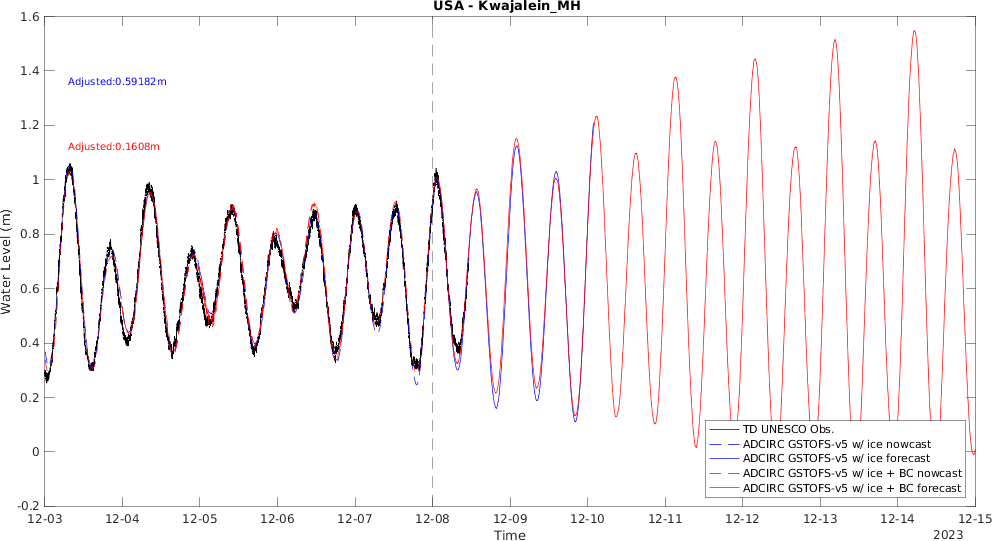 USA - Kwajalein_MH
1.6
1.4
1.2
1
0.8
0.6
0.4
0.2
0
-0.2
Water Level (m)
Adjusted:0.59182m
Adjusted:0.1608m
TD UNESCO Obs.
ADCIRC GSTOFS-v5 w/ ice nowcast
ADCIRC GSTOFS-v5 w/ ice forecast
ADCIRC GSTOFS-v5 w/ ice + BC nowcast
ADCIRC GSTOFS-v5 w/ ice + BC forecast
12-03 12-04 12-05 12-06 12-07 12-08 12-09 12-10 12-11 12-12 12-13 12-14 12-15
Time
2023